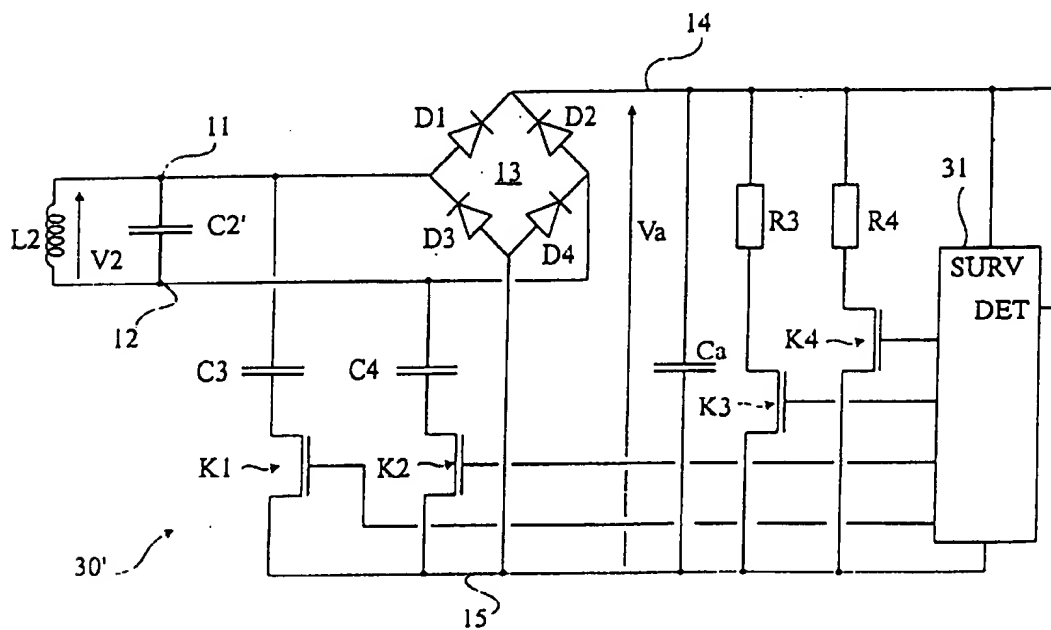 14
D1
D2
11
13
31
L2
V2
C2'
D3
D4
Va
R3
R4
SURV
DET
12
K4
C3
C4
Ca
K3
K1
K2
30'
15